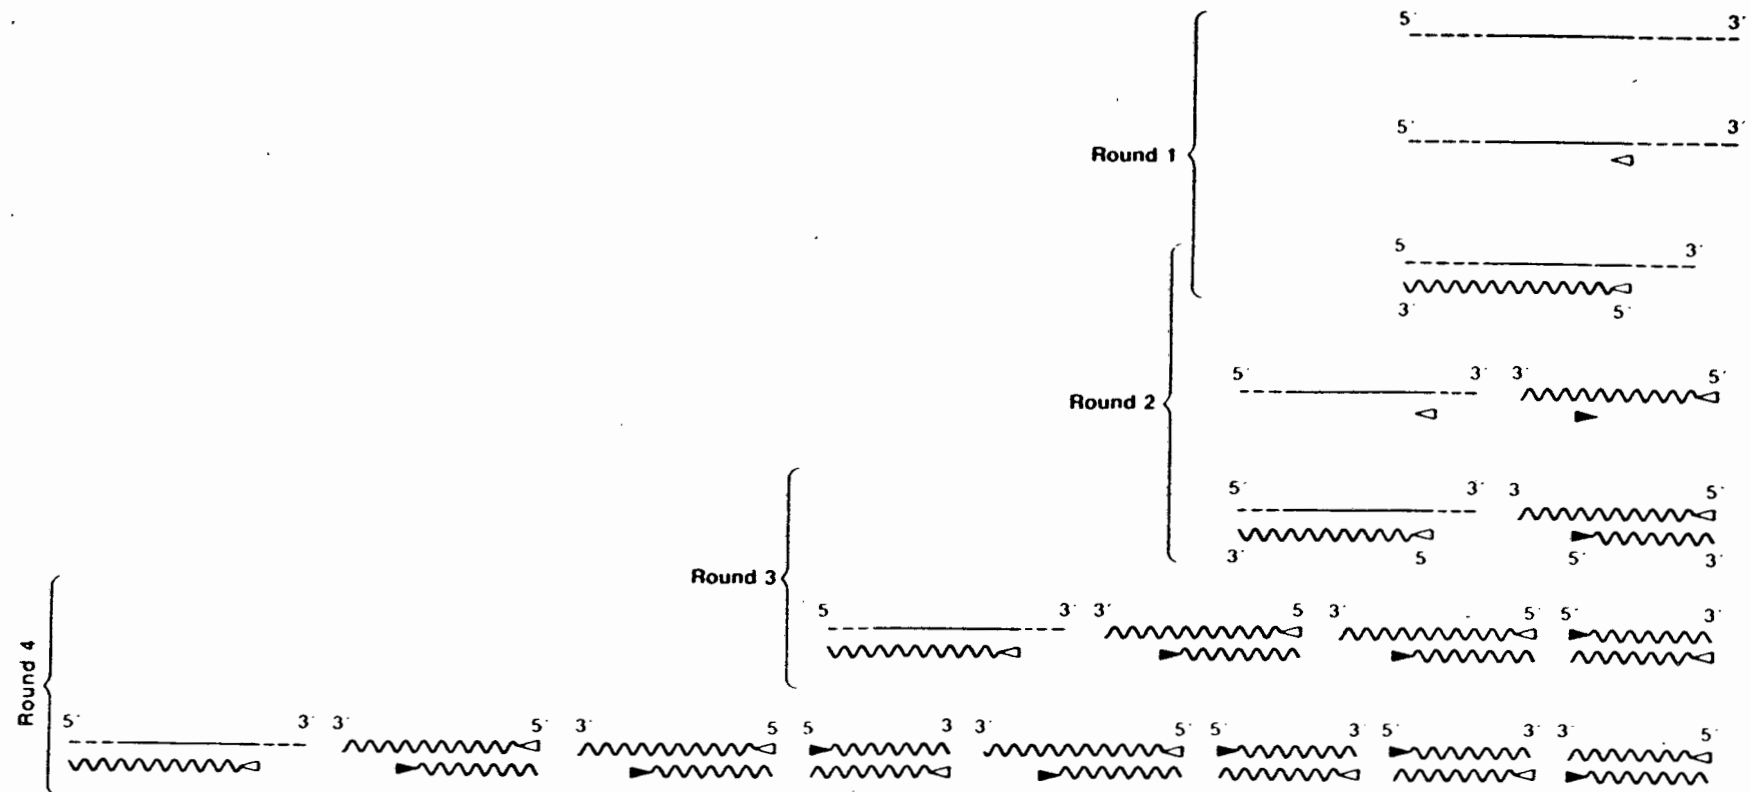 5' 3'
5' 3'
Round 1
5 3'
3' 5'
5' 3' 3' 5'
Round 2
5' 3' 3 5'
3' 5 5' 3'
Round 3
5 3' 3' 5 3' 5' 5' 3'
Round 4
5' 3' 3' 5' 3' 5 5 3 3' 5' 5' 3' 5' 3' 3' 5'